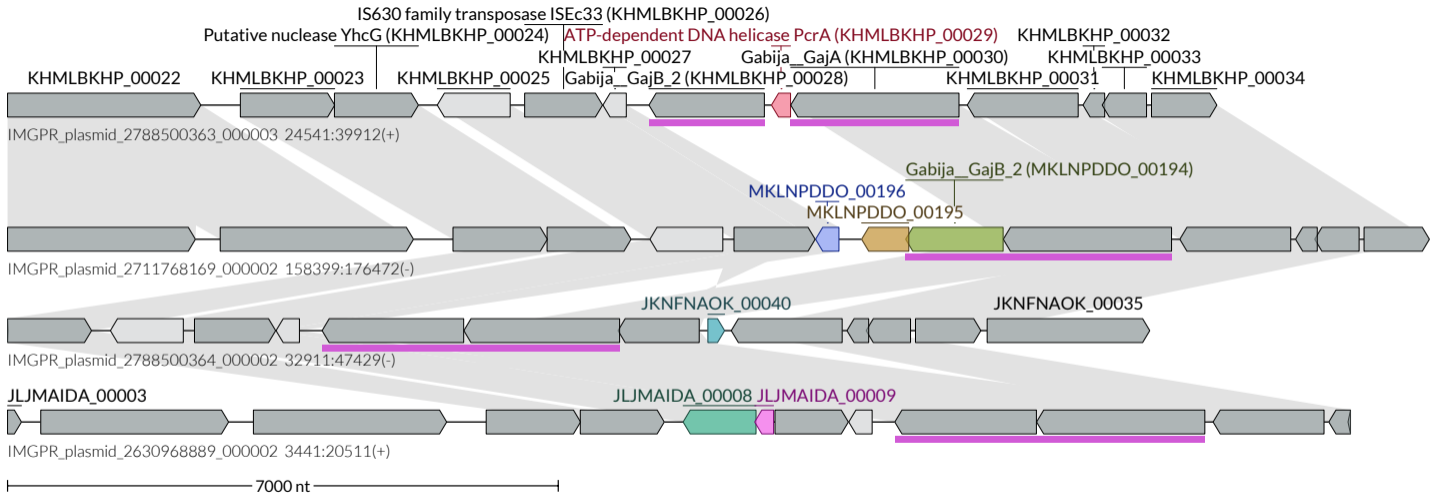 IS630 family transposase ISEc33 (KHMLBKHP_00026)
Putative nuclease YhcG (KHMLBKHP_00024) ATP-dependent DNA helicase PcrA (KHMLBKHP_00029) KHMLBKHP_00032
KHMLBKHP_00027 Gabija__GajA (KHMLBKHP_00030) KHMLBKHP_00033
KHMLBKHP_00022 KHMLBKHP_00023 KHMLBKHP_00025 Gabija__GajB_2 (KHMLBKHP_00028) KHMLBKHP_00031 KHMLBKHP_00034
IMGPR_plasmid_2788500363_000003 24541:39912(+)
Gabija__GajB_2 (MKLNPDDO_00194)
MKLNPDDO_00196
MKLNPDDO_00195
IMGPR_plasmid_2711768169_000002 158399:176472(-)
JKNFNAOK_00040 JKNFNAOK_00035
IMGPR_plasmid_2788500364_000002 32911:47429(-)
JLJMAIDA_00003 JLJMAIDA_00008 JLJMAIDA_00009
IMGPR_plasmid_2630968889_000002 3441:20511(+)
7000 nt